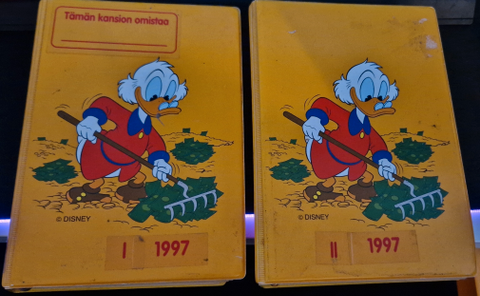 Tämän kansion omistaa
© DISNEY
I 1997
© DISNEY
II 1997